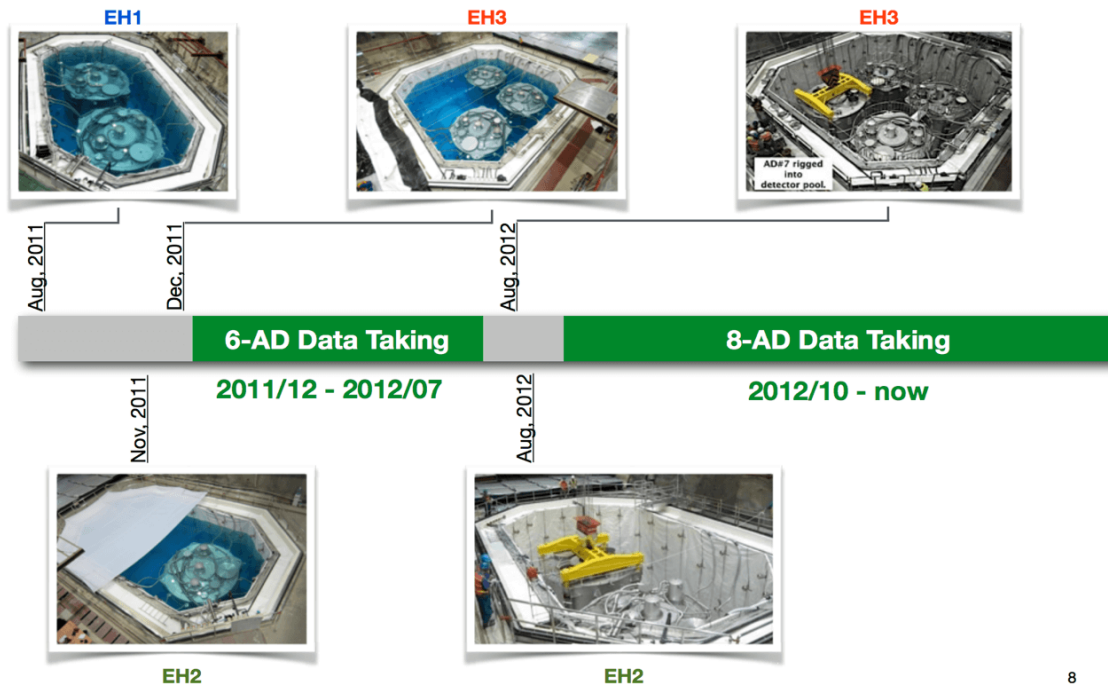 EH1
EH3
EH3
AD#7 rigged
into
detector pool.
Aug, 2011
Dec, 2011
Aug, 2012
6-AD Data Taking
8-AD Data Taking
2011/12 - 2012/07
2012/10 - now
Nov, 2011
Aug, 2012
EH2
EH2
8